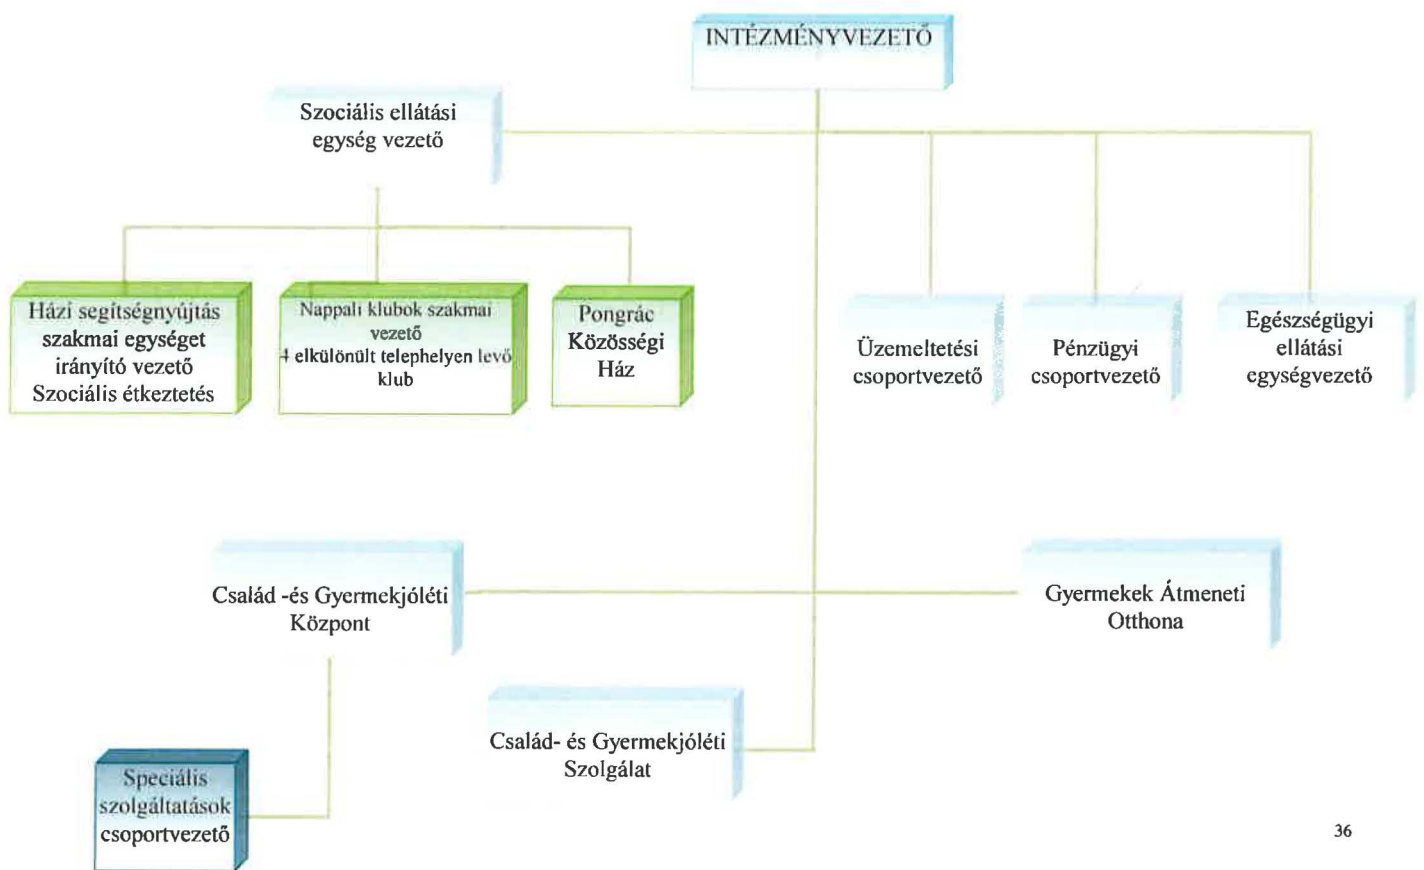 INTÉZMÉNYVEZETŐ
Szociális ellátási
egység vezető
Házi segítségnyújtás
szakmai egységet
irányító vezető
Szociális étkeztetés
Nappali klubok szakmai
vezető
4 elkülönült telephelyen levő
klub
Pongrác
Közösségi
Ház
Üzemeltetési
csoportvezető
Pénzügyi
csoportvezető
Egészségügyi
ellátási
egységvezető
Család -és Gyermekjóléti
Központ
Gyermekek Átmeneti
Otthona
Család- és Gyermekjóléti
Szolgálat
Speciális
szolgáltatások
csoportvezető
36